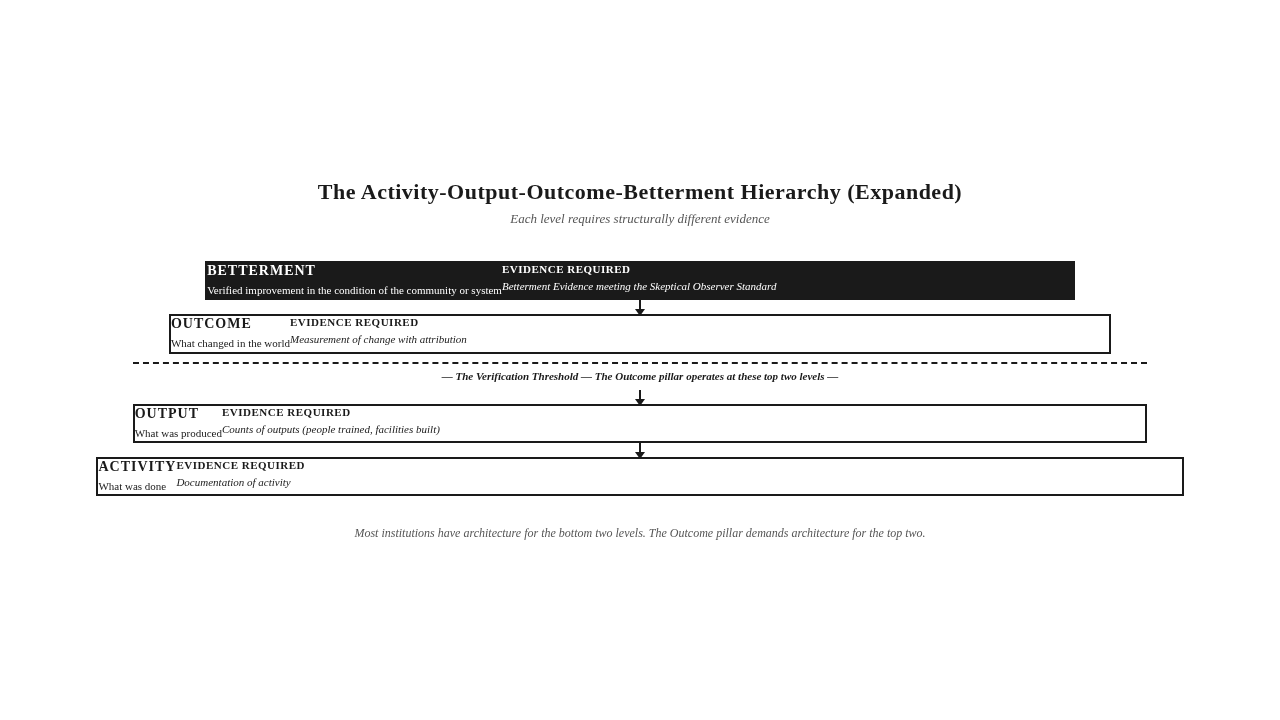 The Activity-Output-Outcome-Betterment Hierarchy (Expanded)
Each level requires structurally different evidence
BETTERMENT
Verified improvement in the condition of the community or system
EVIDENCE REQUIRED
Betterment Evidence meeting the Skeptical Observer Standard
OUTCOME
What changed in the world
EVIDENCE REQUIRED
Measurement of change with attribution
— The Verification Threshold — The Outcome pillar operates at these top two levels —
OUTPUT
What was produced
EVIDENCE REQUIRED
Counts of outputs (people trained, facilities built)
ACTIVITY
What was done
EVIDENCE REQUIRED
Documentation of activity
Most institutions have architecture for the bottom two levels. The Outcome pillar demands architecture for the top two.